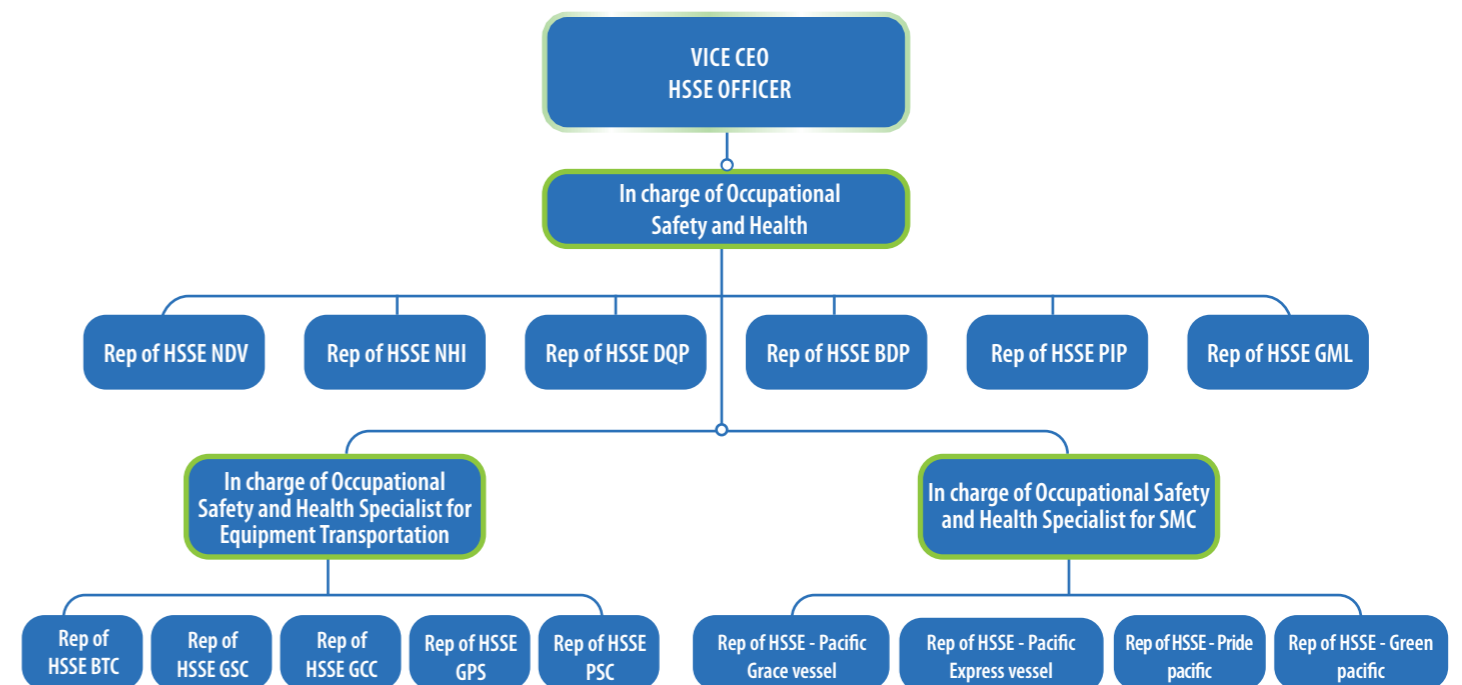 VICE CEO
HSSE OFFICER
In charge of Occupational
Safety and Health
Rep of HSSE NDV
Rep of HSSE NHI
Rep of HSSE DQP
Rep of HSSE BDP
Rep of HSSE PIP
Rep of HSSE GML
In charge of Occupational
Safety and Health Specialist for
Equipment Transportation
In charge of Occupational Safety
and Health Specialist for SMC
Rep of
HSSE BTC
Rep of
HSSE GSC
Rep of
HSSE GCC
Rep of HSSE
GPS
Rep of HSSE
PSC
Rep of HSSE - Pacific
Grace vessel
Rep of HSSE - Pacific
Express vessel
Rep of HSSE - Pride
pacific
Rep of HSSE - Green
pacific